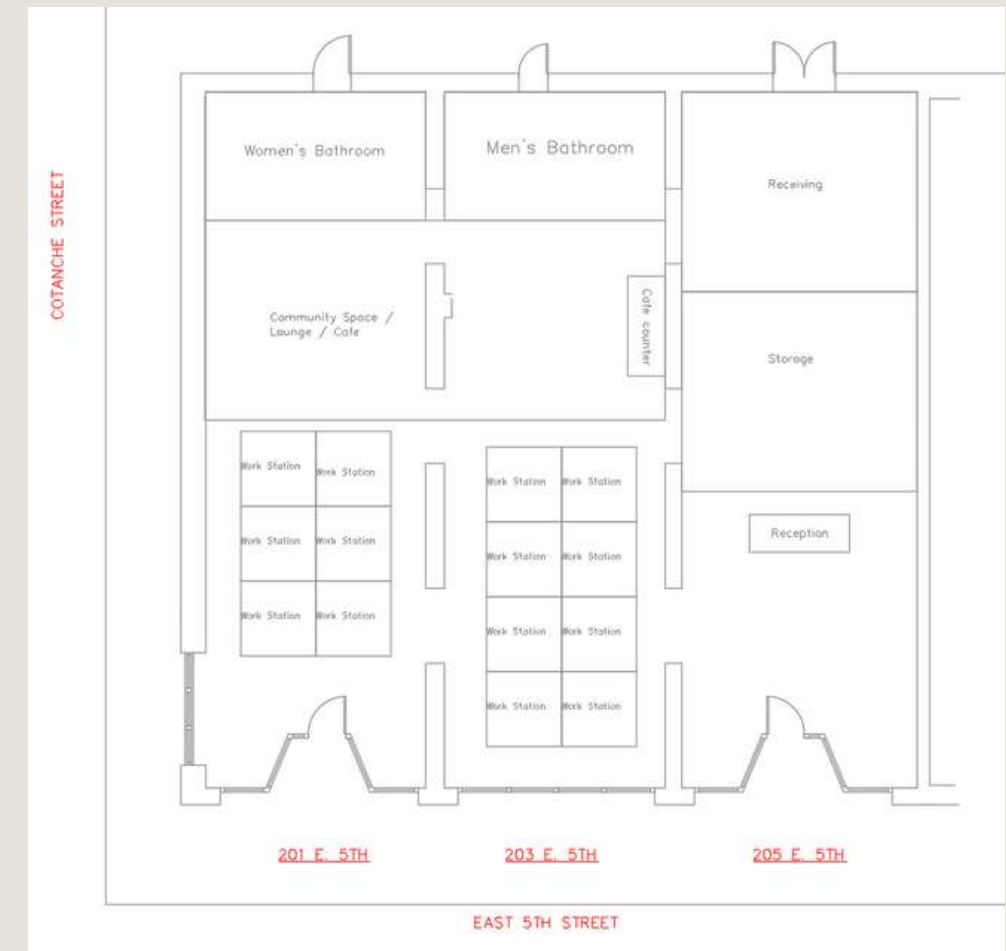 Women's Bathroom
Men's Bathroom
Receiving
COTANCHE STREET
Community Space /
Lounge / Cafe
Cafe counter
Storage
Work Station
Work Station
Work Station
Work Station
Work Station
Work Station
Work Station
Work Station
Work Station
Work Station
Work Station
Work Station
Work Station
Work Station
Reception
201 E. 5TH
203 E. 5TH
205 E. 5TH
EAST 5TH STREET